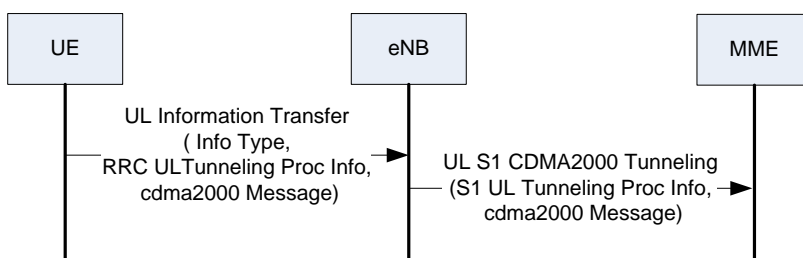 UE
eNB
MME
UL Information Transfer
( Info Type,
RRC ULTunneling Proc Info,
cdma2000 Message)
UL S1 CDMA2000 Tunneling
(S1 UL Tunneling Proc Info,
cdma2000 Message)